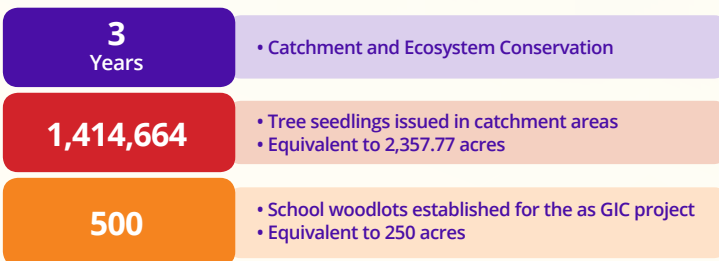 3
Years
• Catchment and Ecosystem Conservation
1,414,664
• Tree seedlings issued in catchment areas
• Equivalent to 2,357.77 acres
500
• School woodlots established for the as GIC project
• Equivalent to 250 acres